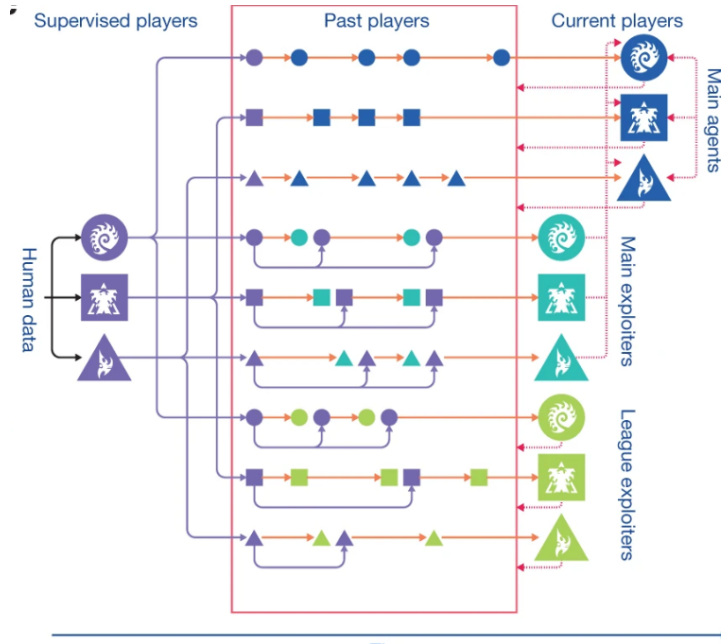 Supervised players
Past players
Current players
Main agents
Human data
Main exploiters
League exploiters